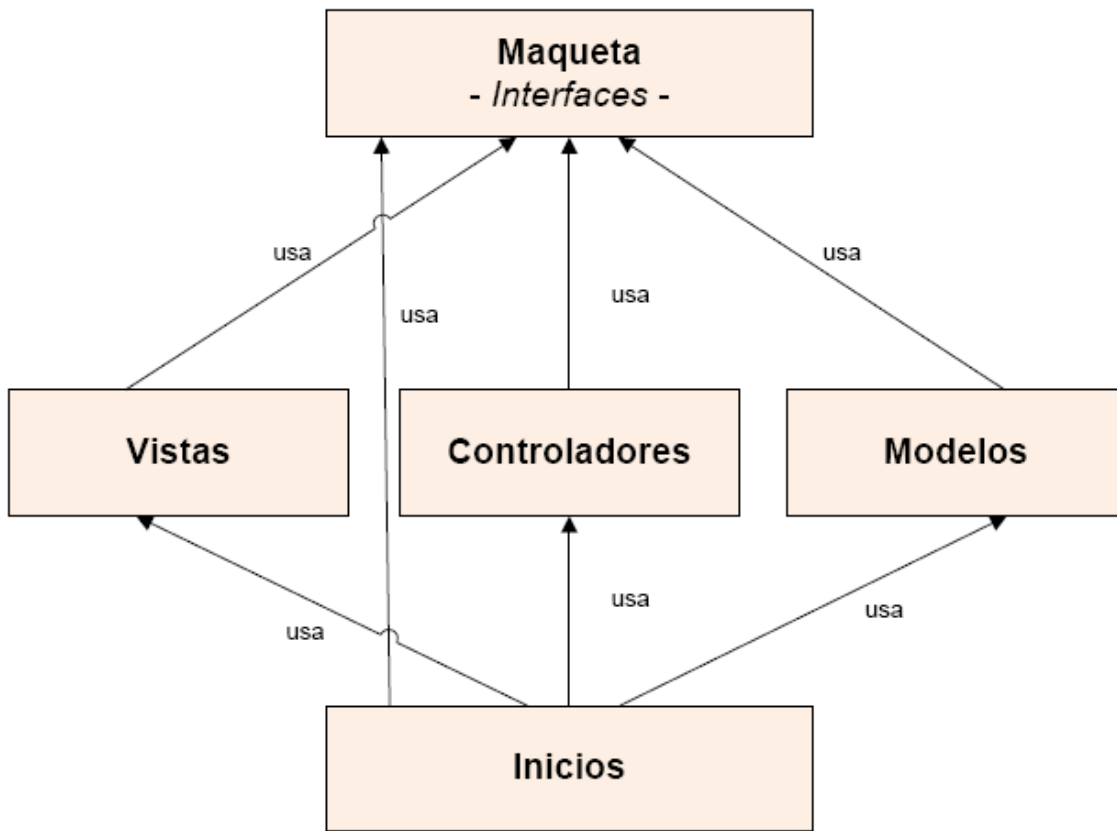 Maqueta
- Interfaces -
usa
usa
usa
usa
Vistas
Controladores
Modelos
usa
usa
usa
Inicios